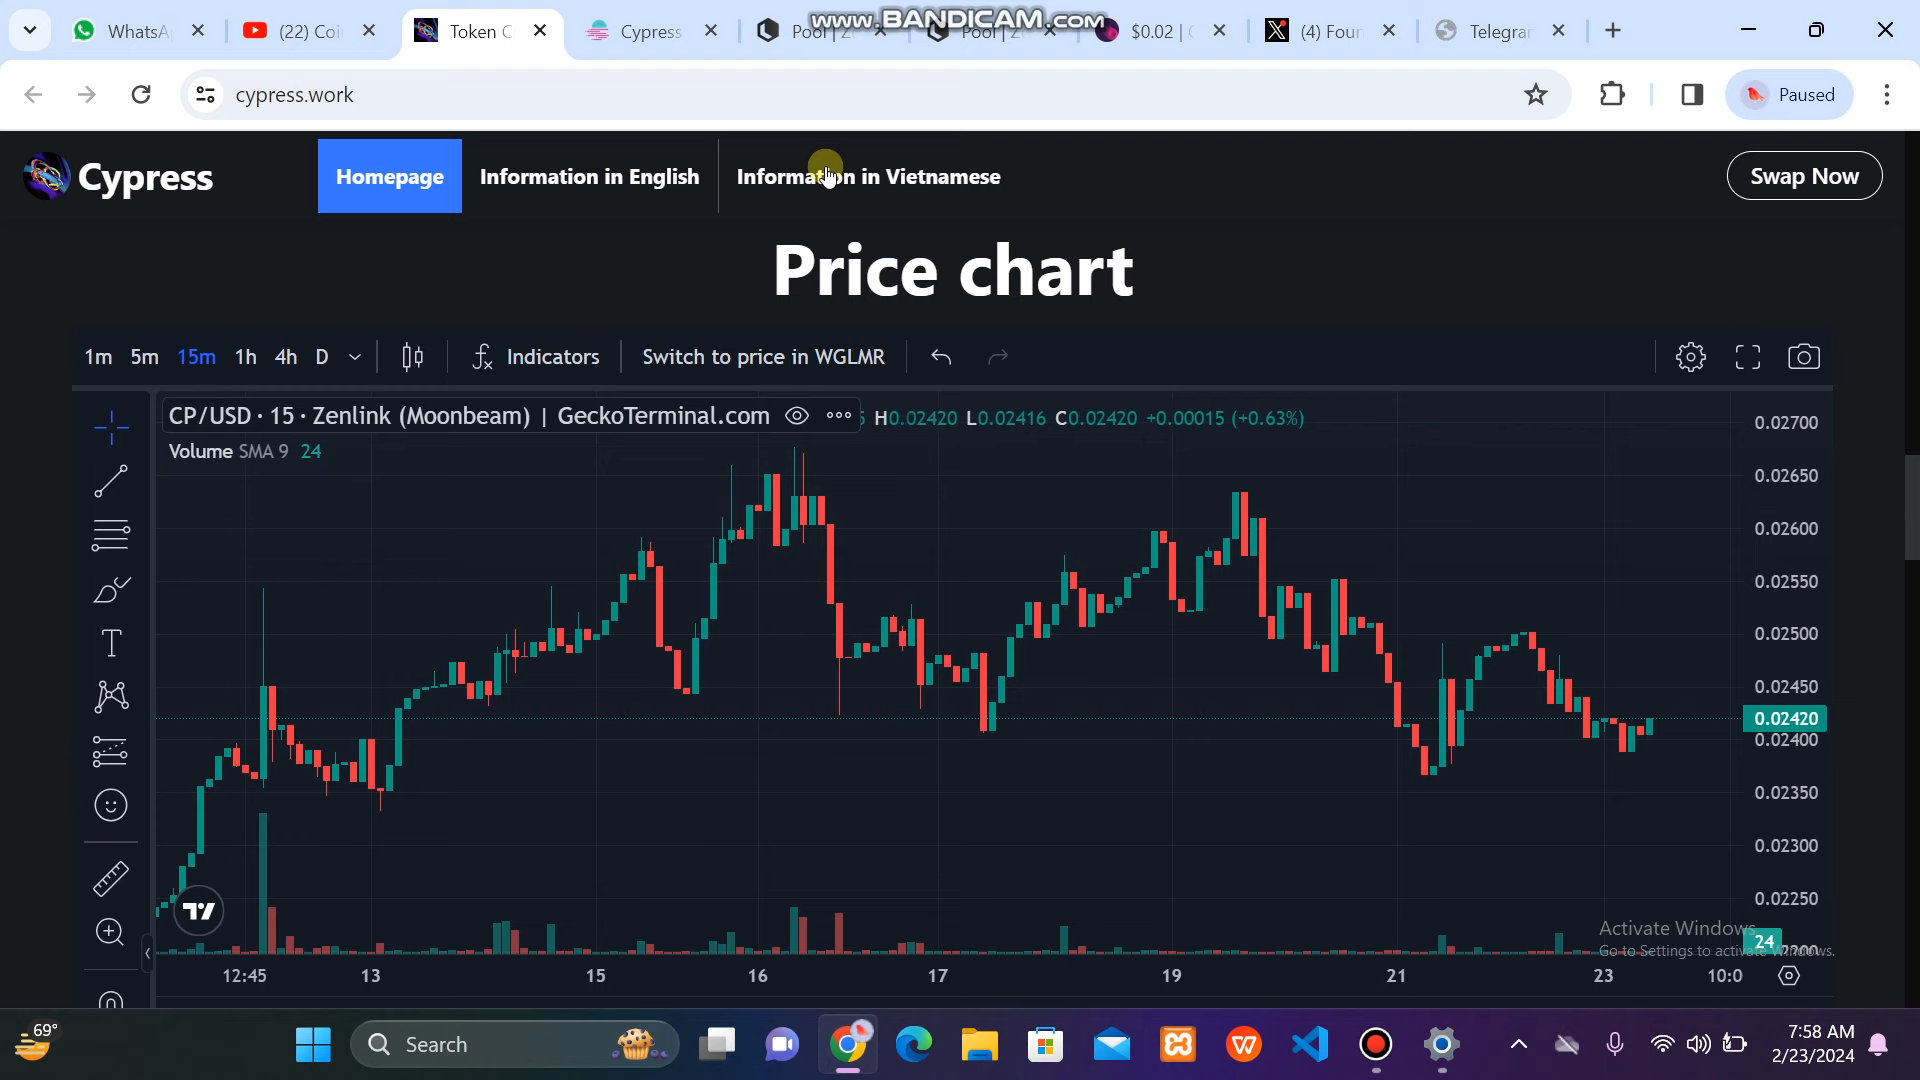 WhatsA
(22) Coi
Token C
Cypress
Pool | Z
Pool | Z
$0.02 |
(4) Four
Telegrar
www.BANDICAM.COM
cypress.work
Paused
Cypress
Homepage
Information in English
Information in Vietnamese
Swap Now
Price chart
1m 5m 15m 1h 4h D
Indicators
Switch to price in WGLMR
CP/USD · 15 · Zenlink (Moonbeam) | GeckoTerminal.com
H0.02420 L0.02416 C0.02420 +0.00015 (+0.63%)
Volume SMA 9 24
0.02700
0.02650
0.02600
0.02550
0.02500
0.02450
0.02420
0.02400
0.02350
0.02300
0.02250
Activate Windows
24
Go to Settings to activate Windows.
12:45 13 15 16 17 19 21 23 10:0
69°
Search
7:58 AM
2/23/2024